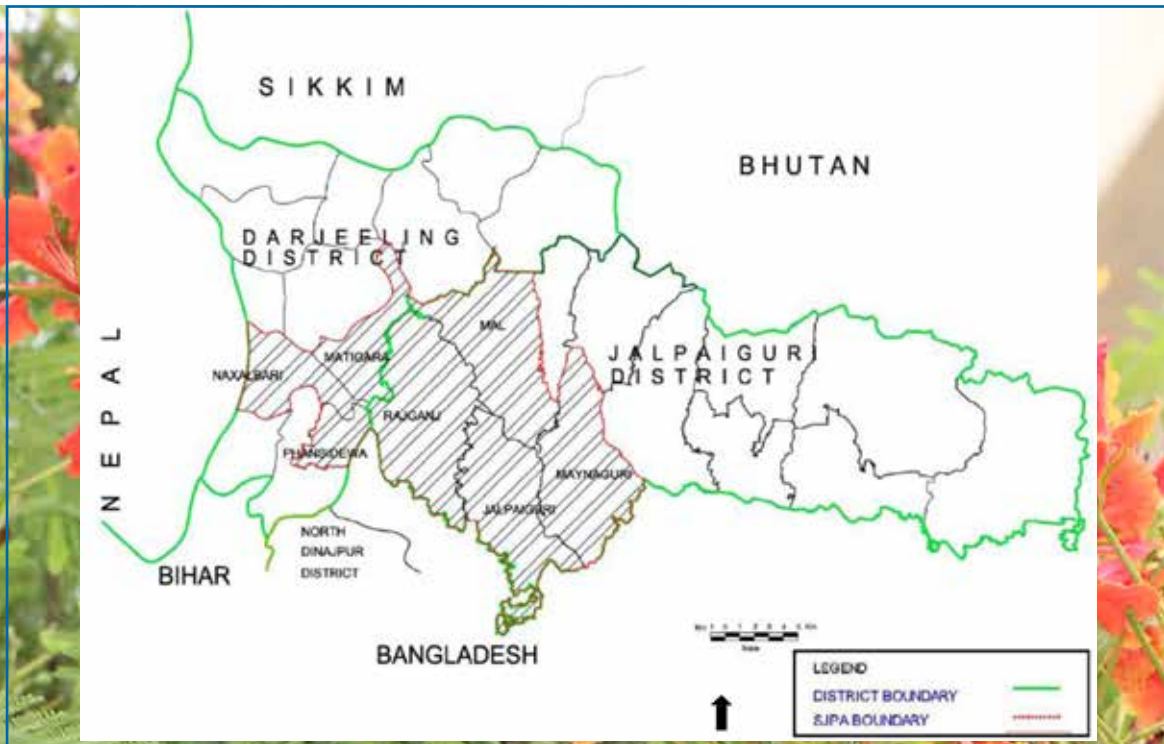 SIKKIM
BHUTAN
DARJEELING
DISTRICT
NEPAL
MAL
JALPAIGURI
DISTRICT
MATIGARA
NAXALBARI
RAJGANJ
PHANSIDEWA
MAYNAGURI
JALPAIGURI
NORTH
DINAJPUR
DISTRICT
BIHAR
BANGLADESH
LEGEND
DISTRICT BOUNDARY
SJPA BOUNDARY